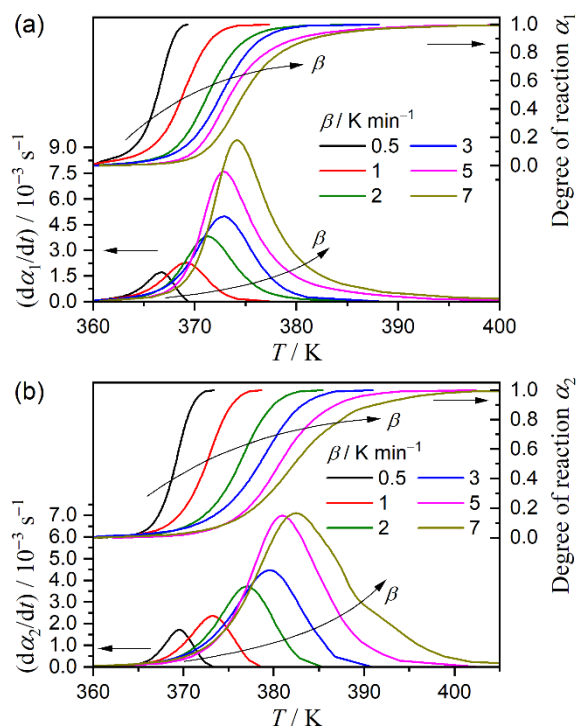 (a)
1.0
0.8
0.6
0.4
0.2
0.0
Degree of reaction α₁
β
β / K min⁻¹
0.5 3
1 5
2 7
9.0
7.5
6.0
4.5
3.0
1.5
0.0
(dα₁/dt) / 10⁻³ s⁻¹
β
360 370 380 390 400
T / K
(b)
1.0
0.8
0.6
0.4
0.2
0.0
Degree of reaction α₂
β
β / K min⁻¹
0.5 3
1 5
2 7
7.0
6.0
5.0
4.0
3.0
2.0
1.0
0.0
(dα₂/dt) / 10⁻³ s⁻¹
β
360 370 380 390 400
T / K